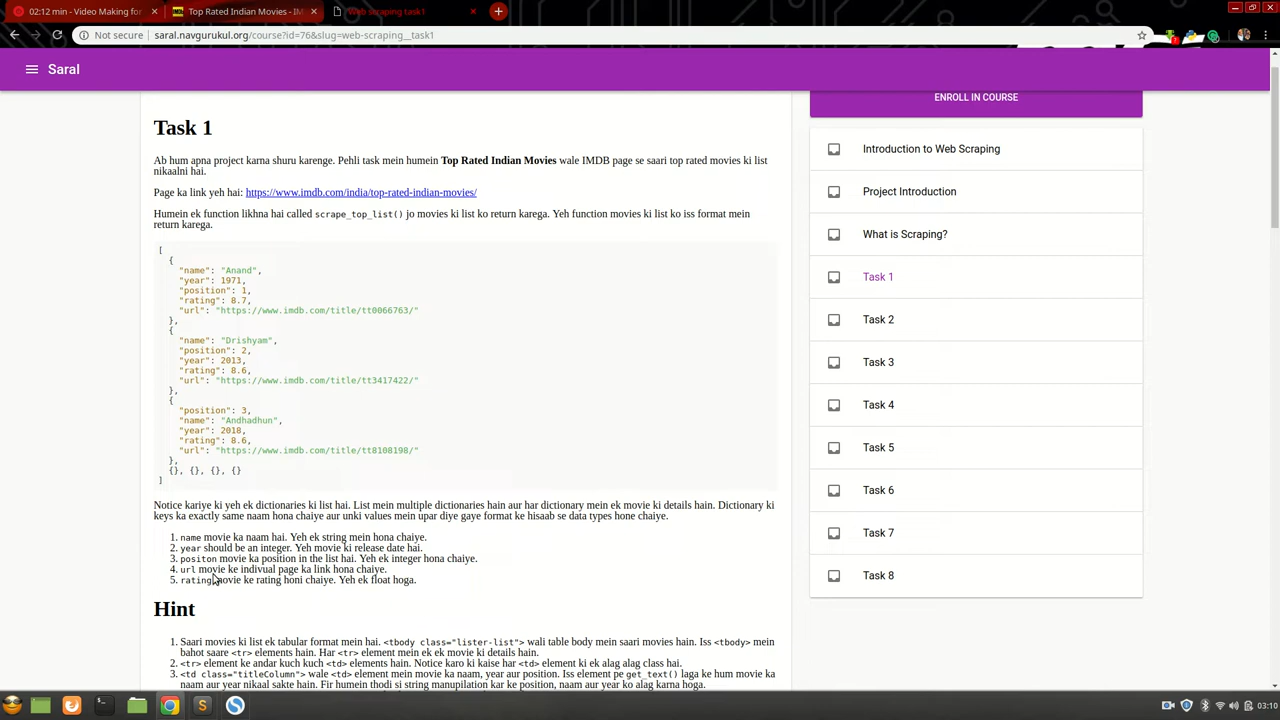 02:12 min - Video Making for
Top Rated Indian Movies - IM
Web scraping task1
Not secure
saral.navgurukul.org/course?id=76&slug=web-scraping__task1
Saral
ENROLL IN COURSE
Task 1
Ab hum apna project karna shuru karenge. Pehli task mein humein Top Rated Indian Movies wale IMDB page se saari top rated movies ki list
nikaalni hai.
Page ka link yeh hai: https://www.imdb.com/india/top-rated-indian-movies/
Humein ek function likhna hai called scrape_top_list() jo movies ki list ko return karega. Yeh function movies ki list ko iss format mein
return karega.
[
{
"name": "Anand",
"year": 1971,
"position": 1,
"rating": 8.7,
"url": "https://www.imdb.com/title/tt0066763/"
},
{
"name": "Drishyam",
"position": 2,
"year": 2013,
"rating": 8.6,
"url": "https://www.imdb.com/title/tt3417422/"
},
{
"position": 3,
"name": "Andhadhun",
"year": 2018,
"rating": 8.6,
"url": "https://www.imdb.com/title/tt8108198/"
},
{}, {}, {}, {}
]
Notice kariye ki yeh ek dictionaries ki list hai. List mein multiple dictionaries hain aur har dictionary mein ek movie ki details hain. Dictionary ki
keys ka exactly same naam hona chaiye aur unki values mein upar diye gaye format ke hisaab se data types hone chaiye.
1. name movie ka naam hai. Yeh ek string mein hona chaiye.
2. year should be an integer. Yeh movie ki release date hai.
3. positon movie ka position in the list hai. Yeh ek integer hona chaiye.
4. url movie ke indivual page ka link hona chaiye.
5. rating movie ke rating honi chaiye. Yeh ek float hoga.
Hint
1. Saari movies ki list ek tabular format mein hai. <tbody class="lister-list"> wali table body mein saari movies hain. Iss <tbody> mein
bahot saare <tr> elements hain. Har <tr> element mein ek ek movie ki details hain.
2. <tr> element ke andar kuch kuch <td> elements hain. Notice karo ki kaise har <td> element ki ek alag alag class hai.
3. <td class="titleColumn"> wale <td> element mein movie ka naam, year aur position. Iss element pe get_text() laga ke hum movie ka
naam aur year nikaal sakte hain. Fir humein thodi si string manupilation kar ke position, naam aur year ko alag karna hoga.
Introduction to Web Scraping
Project Introduction
What is Scraping?
Task 1
Task 2
Task 3
Task 4
Task 5
Task 6
Task 7
Task 8
03:10